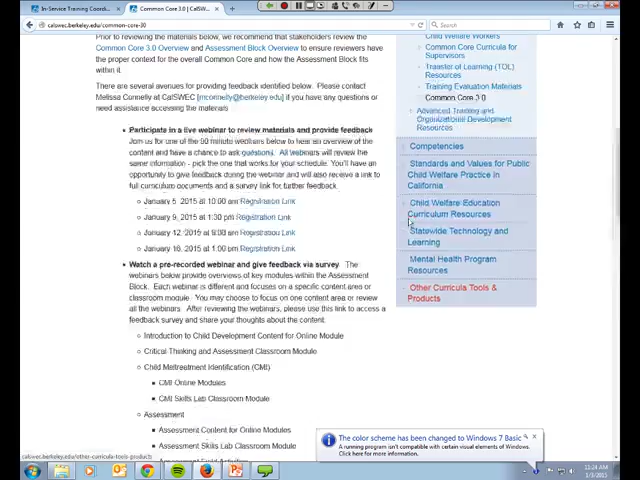 In-Service Training Coordin...
Common Core 3.0 | CalSW...
calswec.berkeley.edu/common-core-30
Search
Prior to reviewing the materials below, we recommend that stakeholders review the
Common Core 3.0 Overview and Assessment Block Overview to ensure reviewers have
the proper context for the overall Common Core and how the Assessment Block fits
within it.
There are several avenues for providing feedback identified below. Please contact
Melissa Connelly at CalSWEC [mconnelly@berkeley.edu] if you have any questions or
need assistance accessing the materials
Participate in a live webinar to review materials and provide feedback
Join us for one of the 90 minute webinars below to hear an overview of the
content and have a chance to ask questions. All webinars will review the
same information - pick the one that works for your schedule. You'll have an
opportunity to give feedback during the webinar and will also receive a link to
full curriculum documents and a survey link for further feedback.
January 5, 2015 at 10:00 am Registration Link
January 9, 2015 at 1:30 pm Registration Link
January 12, 2015 at 9:00 am Registration Link
January 16, 2015 at 1:00 pm Registration Link
Watch a pre-recorded webinar and give feedback via survey The
webinars below provide overviews of key modules within the Assessment
Block. Each webinar is different and focuses on a specific content area or
classroom module. You may choose to focus on one content area or review
all the webinars. After reviewing the webinars, please use this link to access
feedback survey and share your thoughts about the content.
Introduction to Child Development Content for Online Module
Critical Thinking and Assessment Classroom Module
Child Maltreatment Identification (CMI)
CMI Online Modules
CMI Skills Lab Classroom Module
Assessment
Assessment Content for Online Modules
Assessment Skills Lab Classroom Module
Child Welfare Workers
Common Core Curricula for
Supervisors
Transfer of Learning (TOL)
Resources
Training Evaluation Materials
Common Core 3.0
Advanced Training and
Organizational Development
Resources
Competencies
Standards and Values for Public
Child Welfare Practice in
California
Child Welfare Education
Curriculum Resources
Statewide Technology and
Learning
Mental Health Program
Resources
Other Curricula Tools &
Products
The color scheme has been changed to Windows 7 Basic
A running program isn't compatible with certain visual elements of Windows.
Click here for more information.
calswec.berkeley.edu/other-curricula-tools-products
11:24 AM
1/3/2015